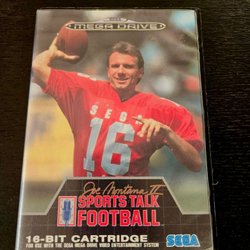 MEGA DRIVE
SEGA
16
Joe Montana II
SPORTS TALK
FOOTBALL
16-BIT CARTRIDGE
FOR USE WITH THE SEGA MEGA DRIVE VIDEO ENTERTAINMENT SYSTEM
SEGA